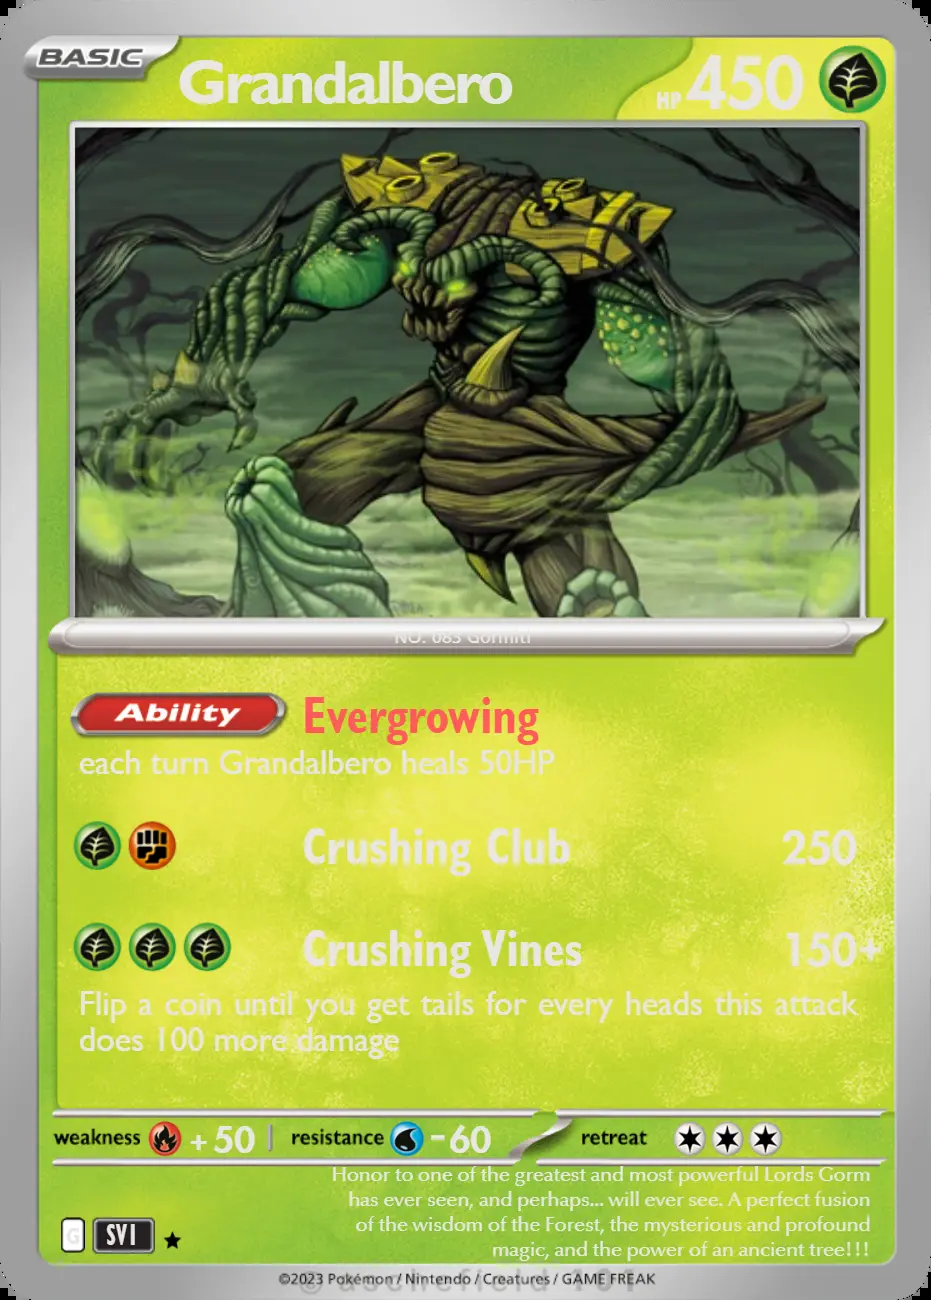 BASIC
Grandalbero
HP 450
NO. 083 Gormiti
Ability Evergrowing
each turn Grandalbero heals 50HP
Crushing Club 250
Crushing Vines 150+
Flip a coin until you get tails for every heads this attack
does 100 more damage
weakness + 50 resistance -60 retreat
Honor to one of the greatest and most powerful Lords Gorm
has ever seen, and perhaps... will ever see. A perfect fusion
of the wisdom of the Forest, the mysterious and profound
magic, and the power of an ancient tree!!!
G SVI
©2023 Pokémon / Nintendo / Creatures / GAME FREAK